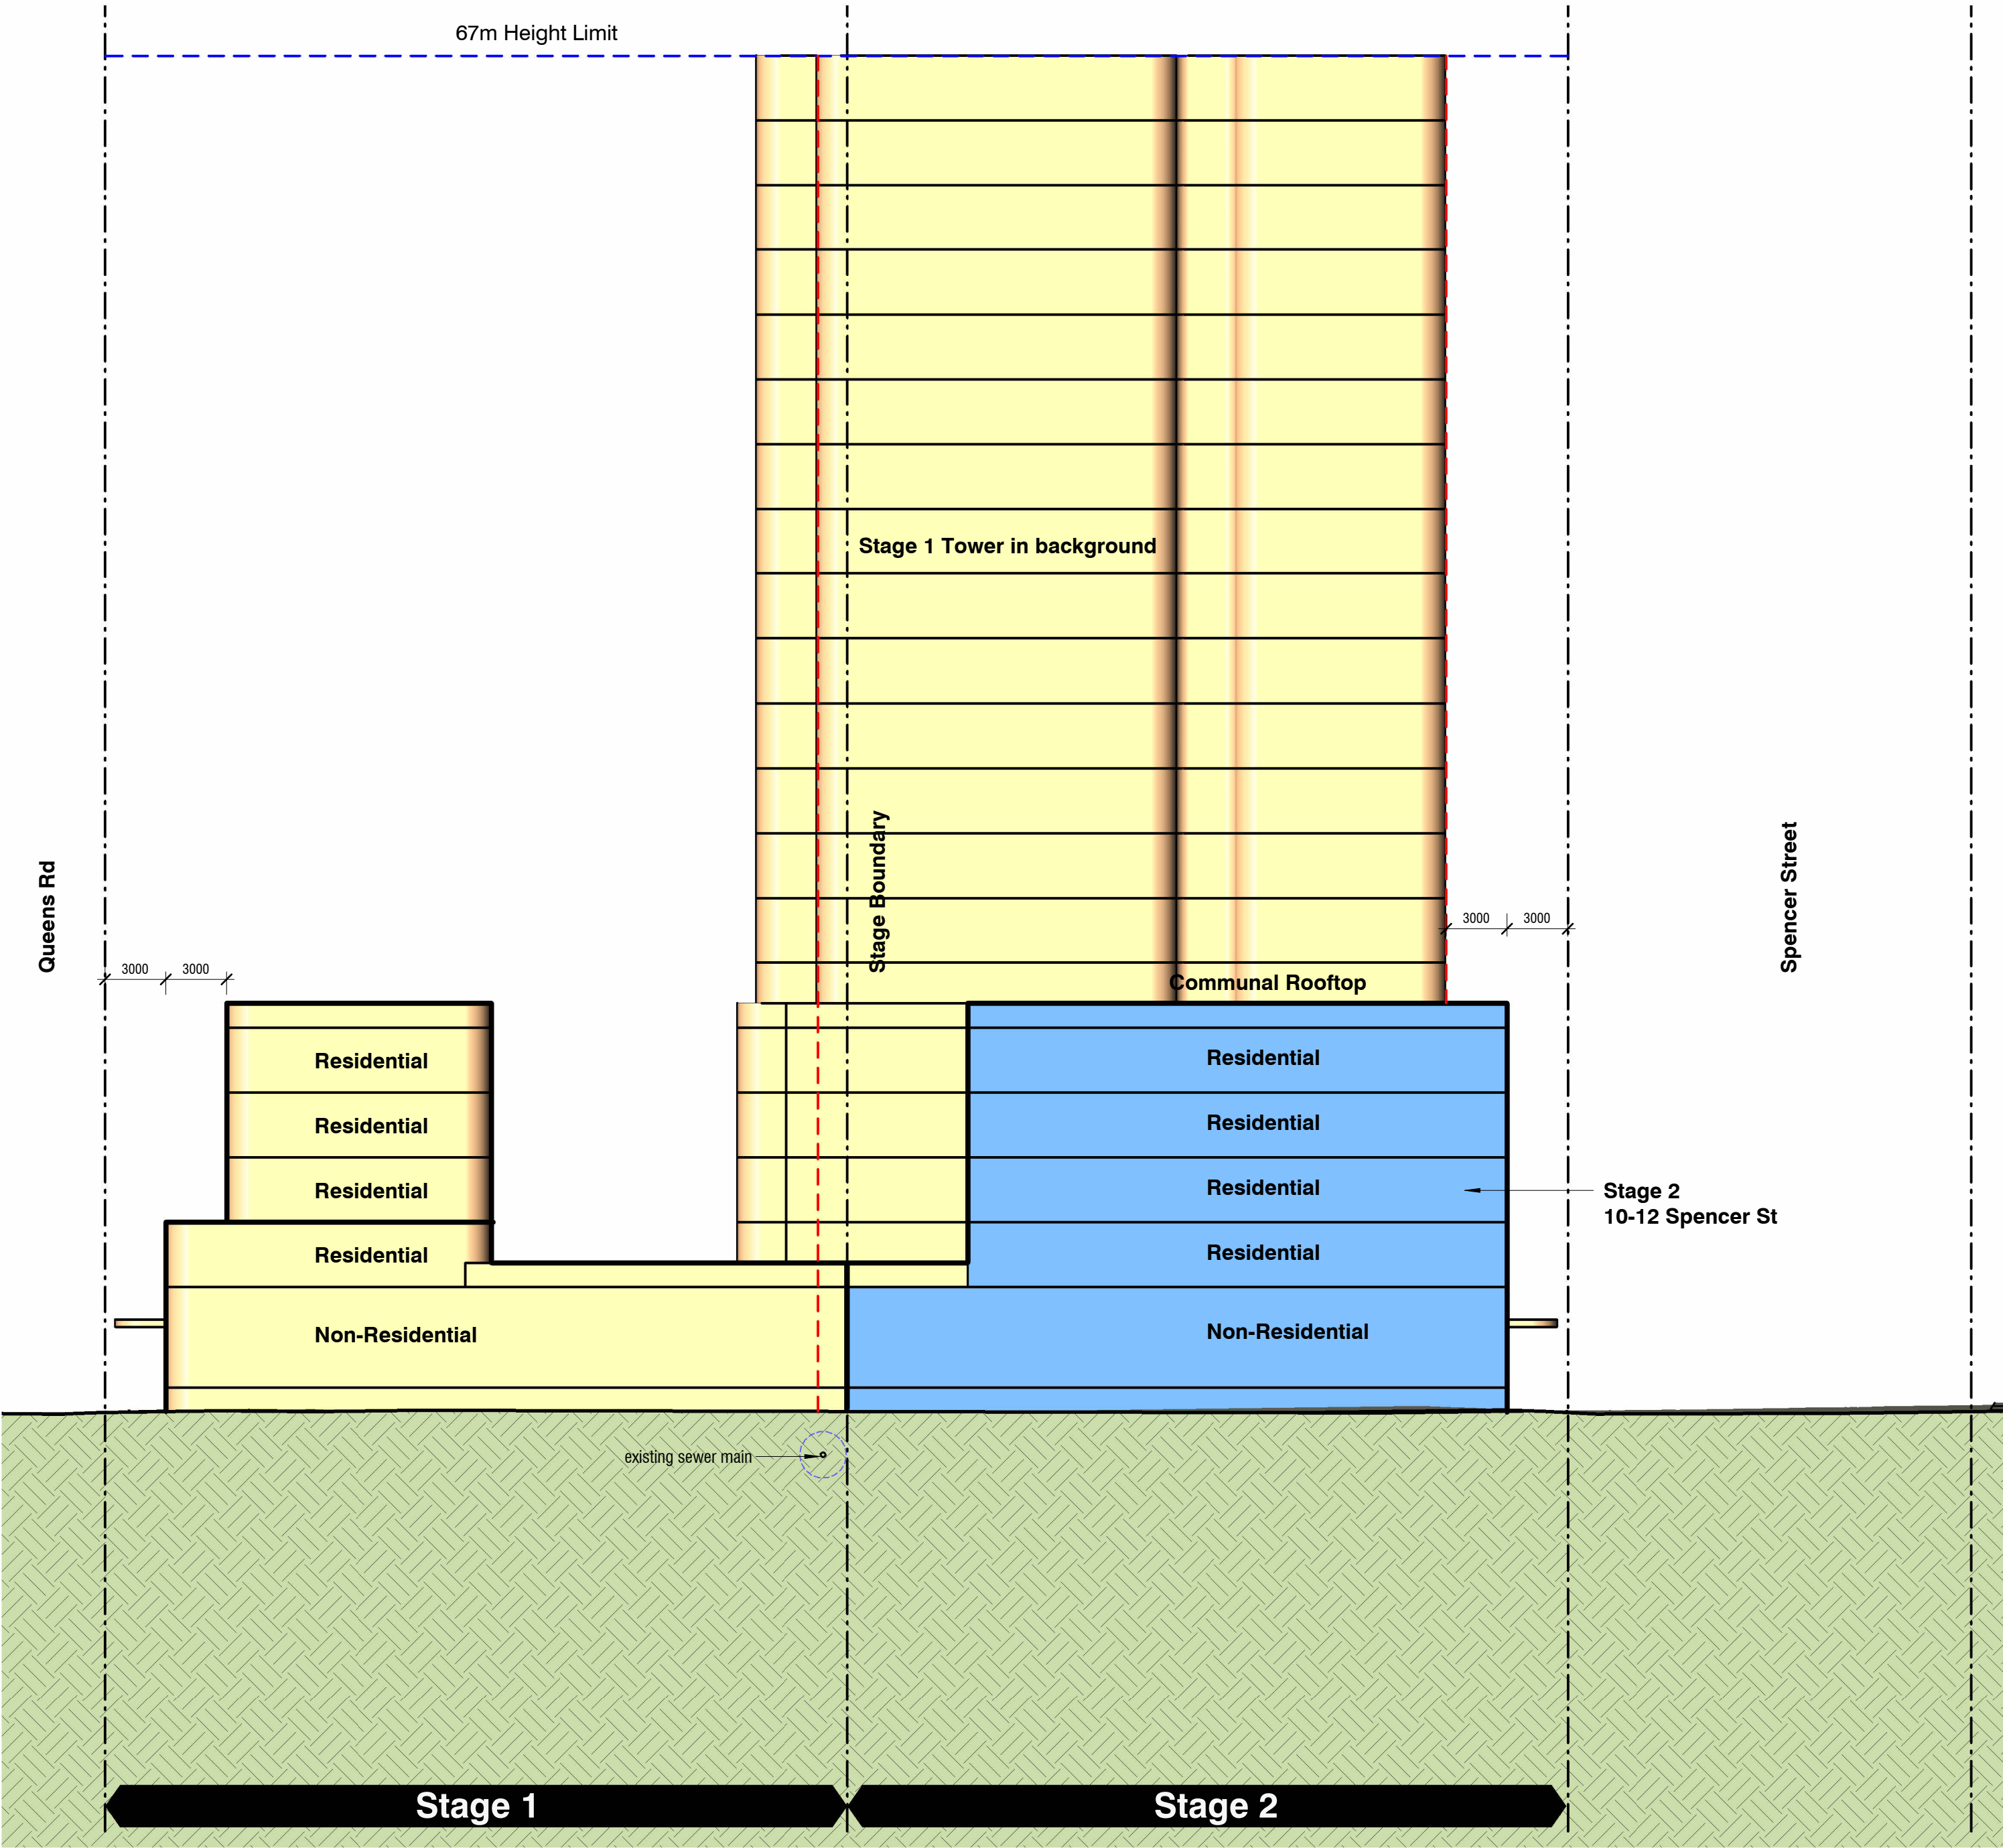 67m Height Limit
Stage 1 Tower in background
Stage Boundary
Queens Rd
Spencer Street
3000 3000
3000 3000
Communal Rooftop
Residential
Residential
Residential
Residential
Residential
Residential
Residential
Residential
Stage 2
10-12 Spencer St
Non-Residential
Non-Residential
existing sewer main
Stage 1
Stage 2